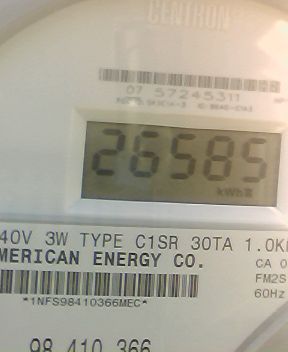 CENTRON
07 57245311
26585
kWh
40V 3W TYPE C1SR 30TA 1.0K
MERICAN ENERGY CO.
CA 0
FM2S
*1NFS98410366MEC*
60Hz
98 410 366